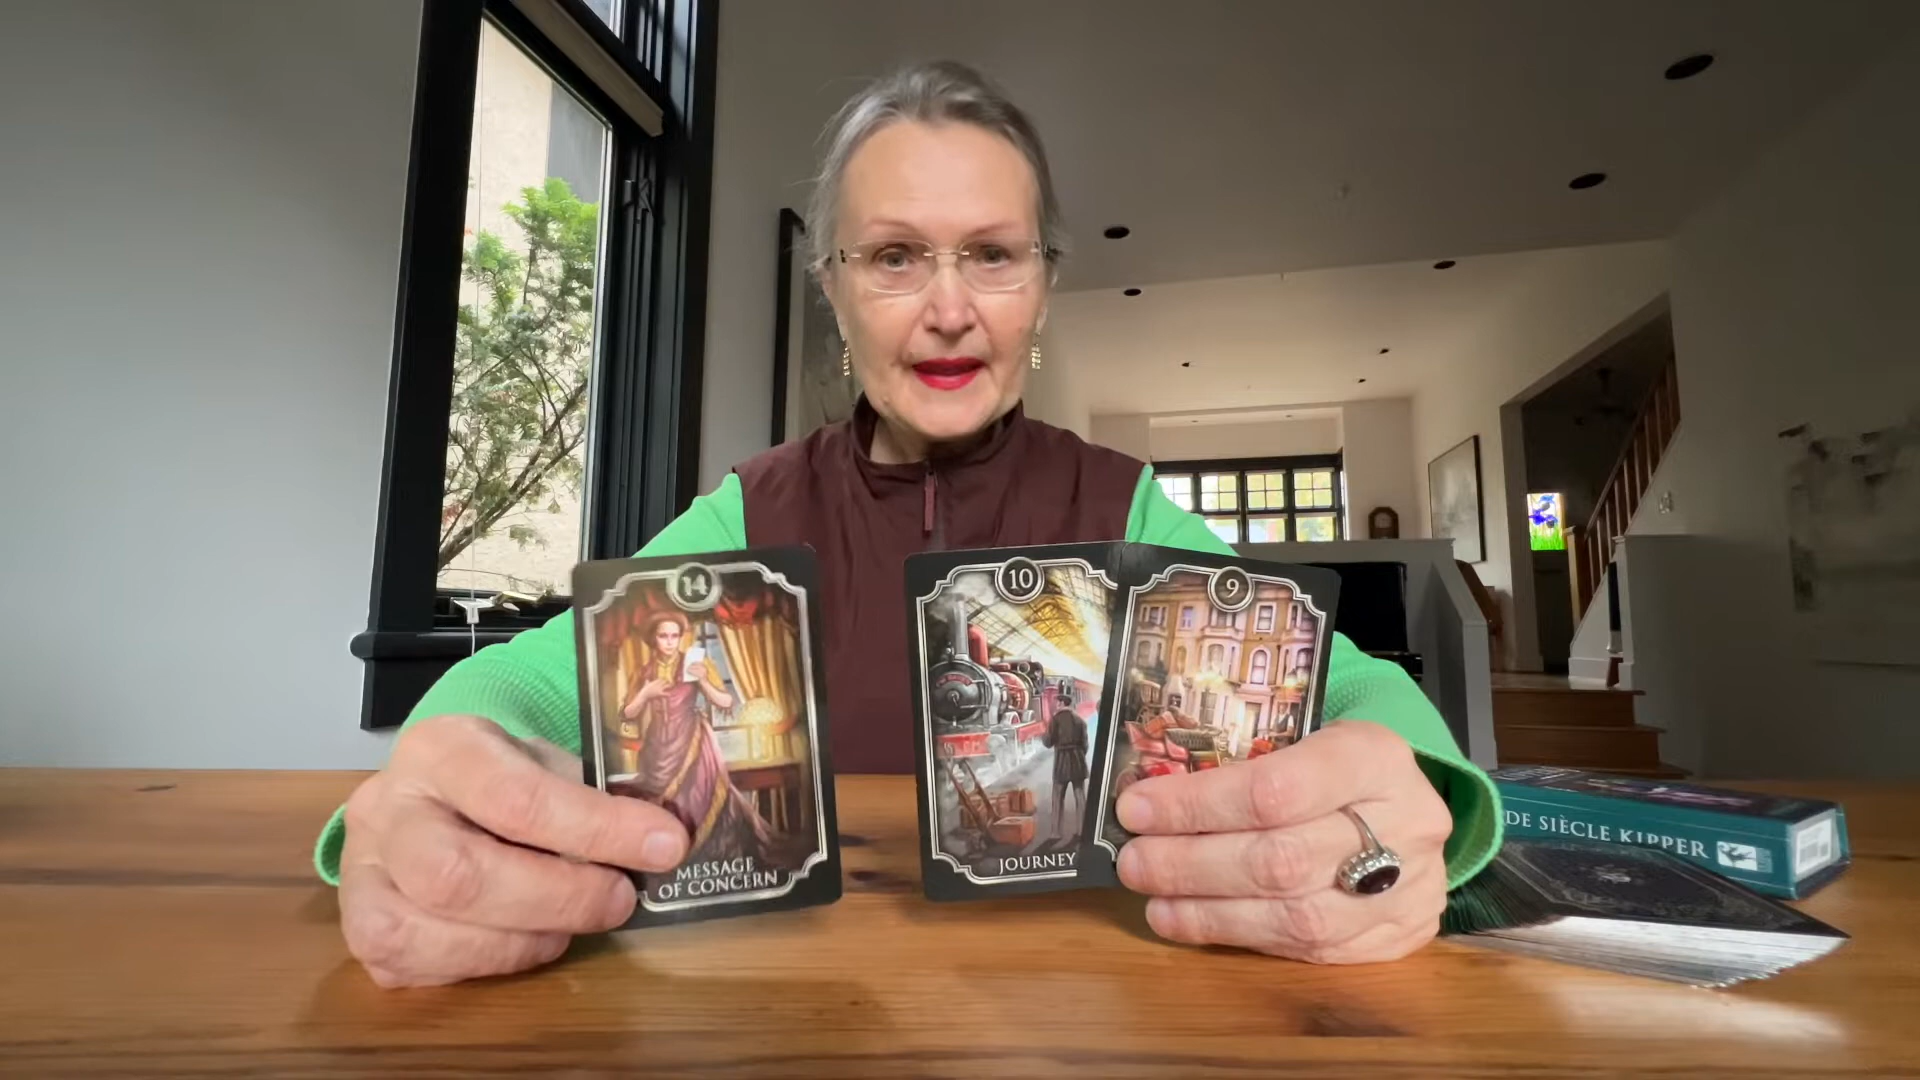 14
MESSAGE
OF CONCERN
10
JOURNEY
9
DE SIÈCLE KIPPER